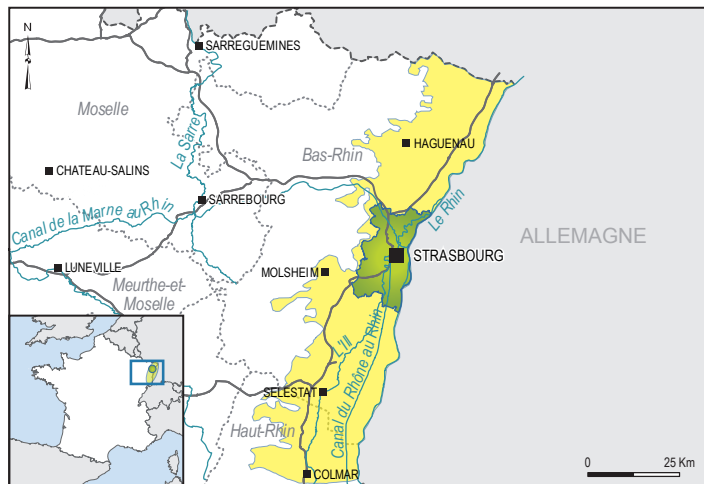 N
SARREGUEMINES
Moselle
La Sarre
Bas-Rhin
HAGUENAU
CHATEAU-SALINS
SARREBOURG
Canal de la Marne au Rhin
Le Rhin
ALLEMAGNE
STRASBOURG
LUNEVILLE
MOLSHEIM
Meurthe-et-
Moselle
L'Ill
Canal du Rhône au Rhin
SELESTAT
Haut-Rhin
COLMAR
0 25 Km